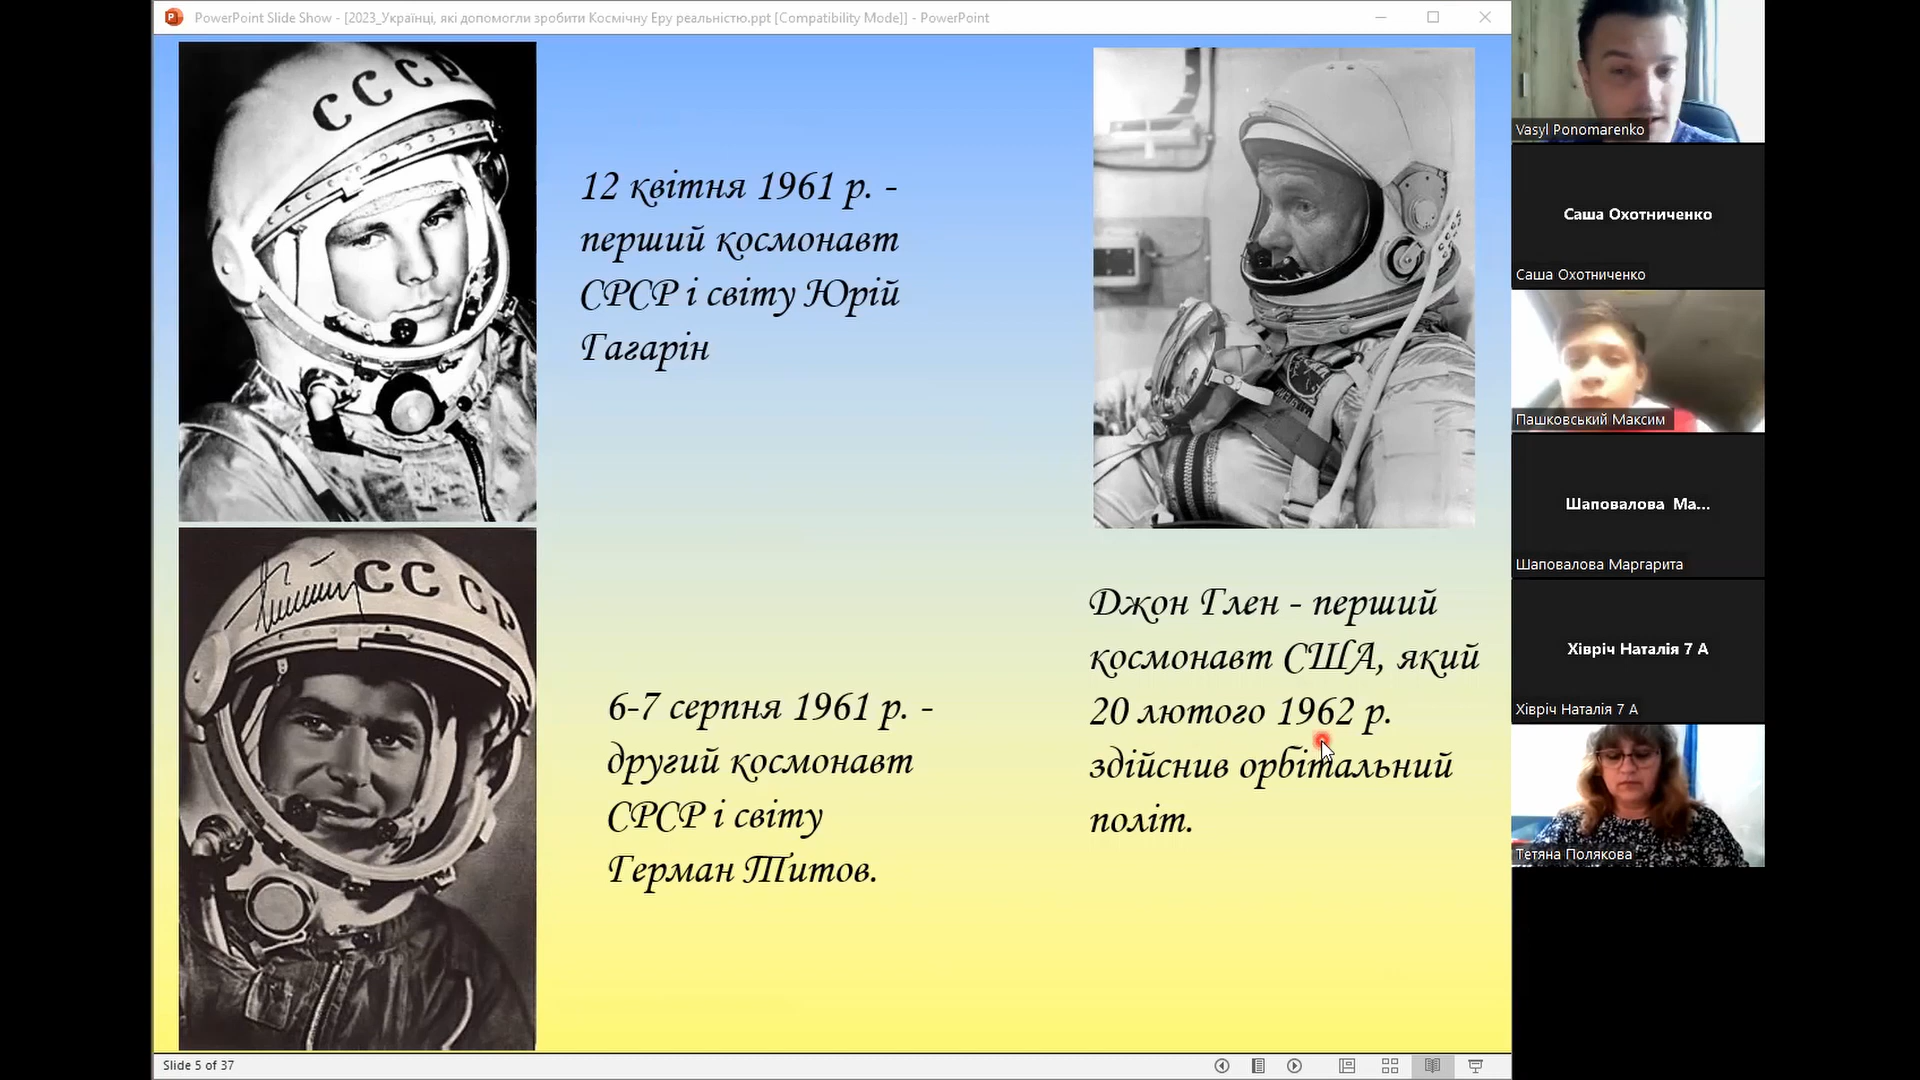 PowerPoint Slide Show - [2023_Українці, які допомогли зробити Космічну Еру реальністю.ppt [Compatibility Mode]] - PowerPoint
СССР
12 квітня 1961 р. -
перший космонавт
СРСР і світу Юрій
Гагарін
СССР
6-7 серпня 1961 р. -
другий космонавт
СРСР і світу
Герман Титов.
Джон Глен - перший
космонавт США, який
20 лютого 1962 р.
здійснив орбітальний
політ.
Slide 5 of 37
Vasyl Ponomarenko
Саша Охотниченко
Саша Охотниченко
Пашковський Максим
Шаповалова Ма...
Шаповалова Маргарита
Хівріч Наталія 7 А
Хівріч Наталія 7 А
Тетяна Полякова